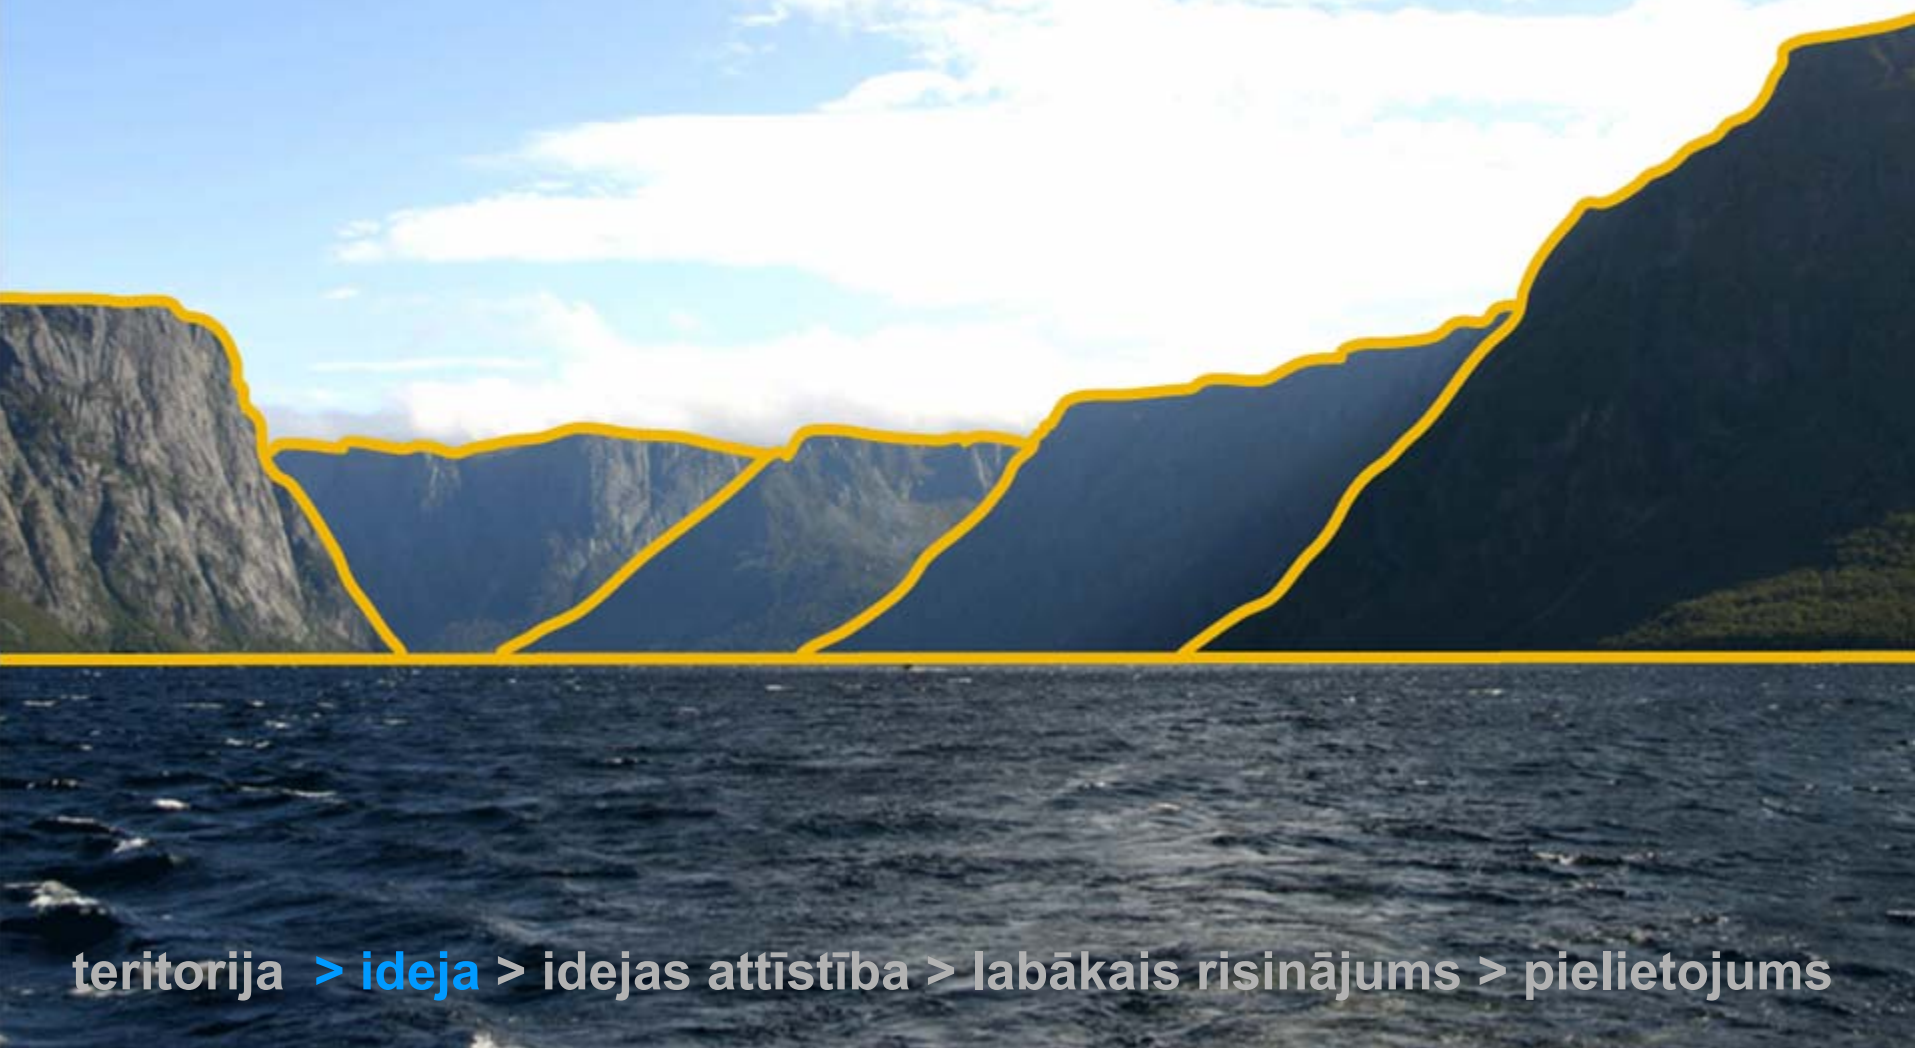 teritorija > ideja > idejas attīstība > labākais risinājums > pielietojums